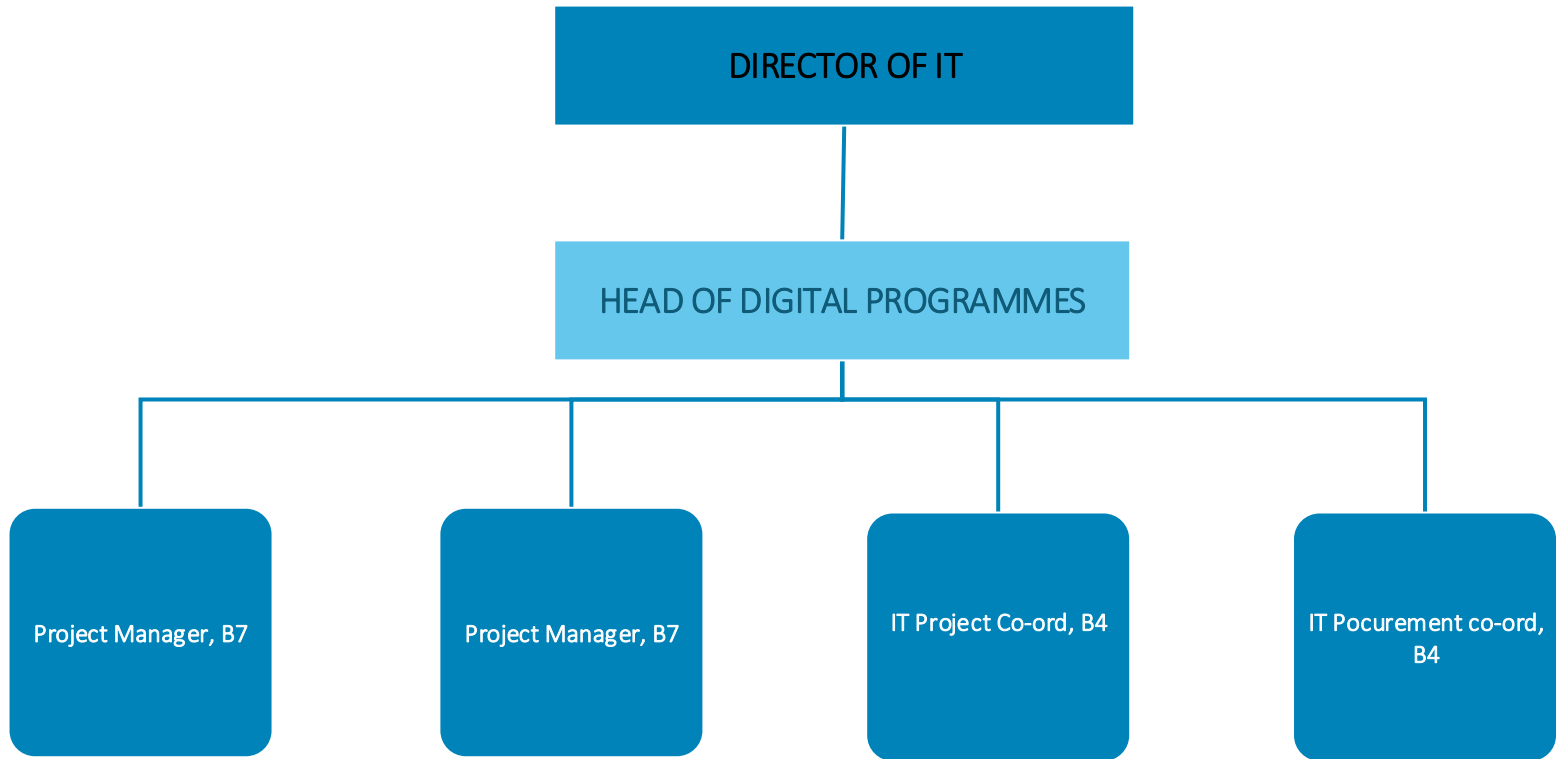 DIRECTOR OF IT
HEAD OF DIGITAL PROGRAMMES
Project Manager, B7
Project Manager, B7
IT Project Co-ord, B4
IT Pocurement co-ord,
B4